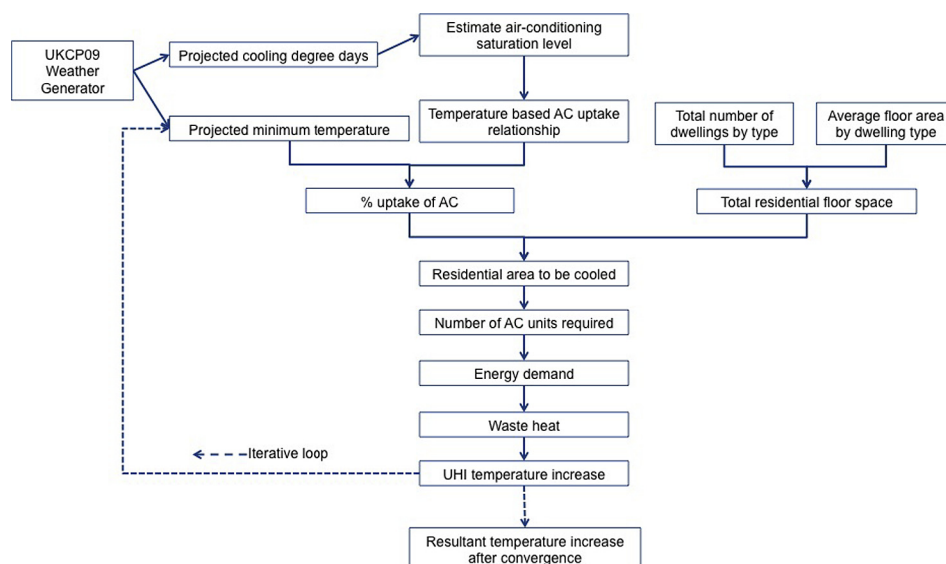 Estimate air-conditioning
saturation level
UKCP09
Weather
Generator
Projected cooling degree days
Projected minimum temperature
Temperature based AC uptake
relationship
Total number of
dwellings by type
Average floor area
by dwelling type
% uptake of AC
Total residential floor space
Residential area to be cooled
Number of AC units required
Energy demand
Waste heat
Iterative loop
UHI temperature increase
Resultant temperature increase
after convergence